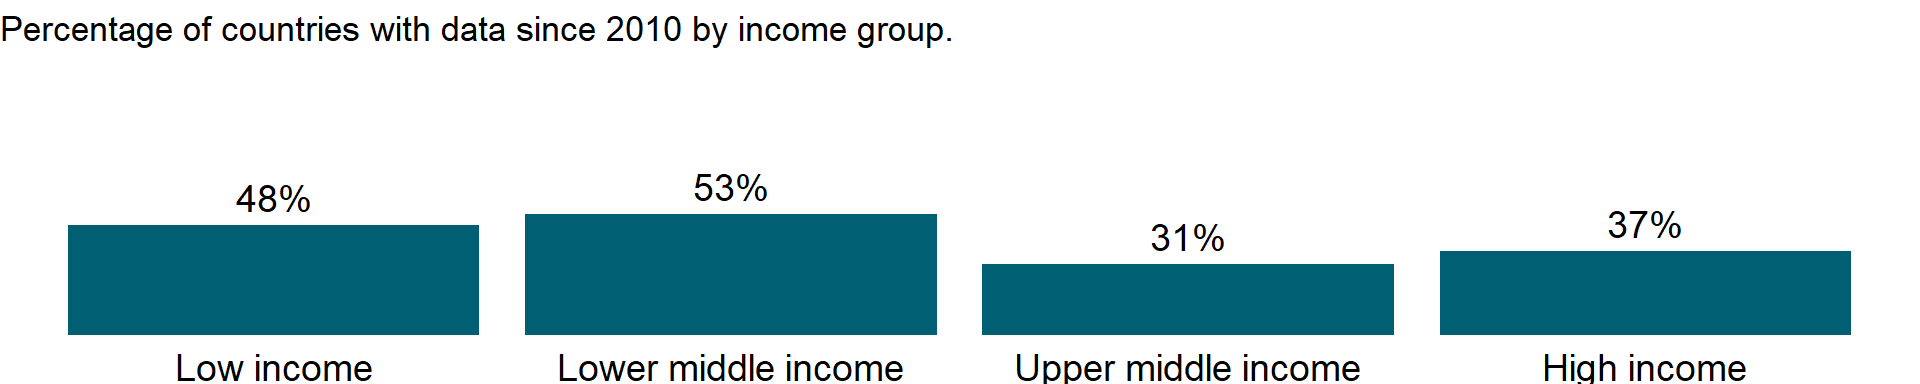 Percentage of countries with data since 2010 by income group.
48%
53%
31%
37%
Low income
Lower middle income
Upper middle income
High income